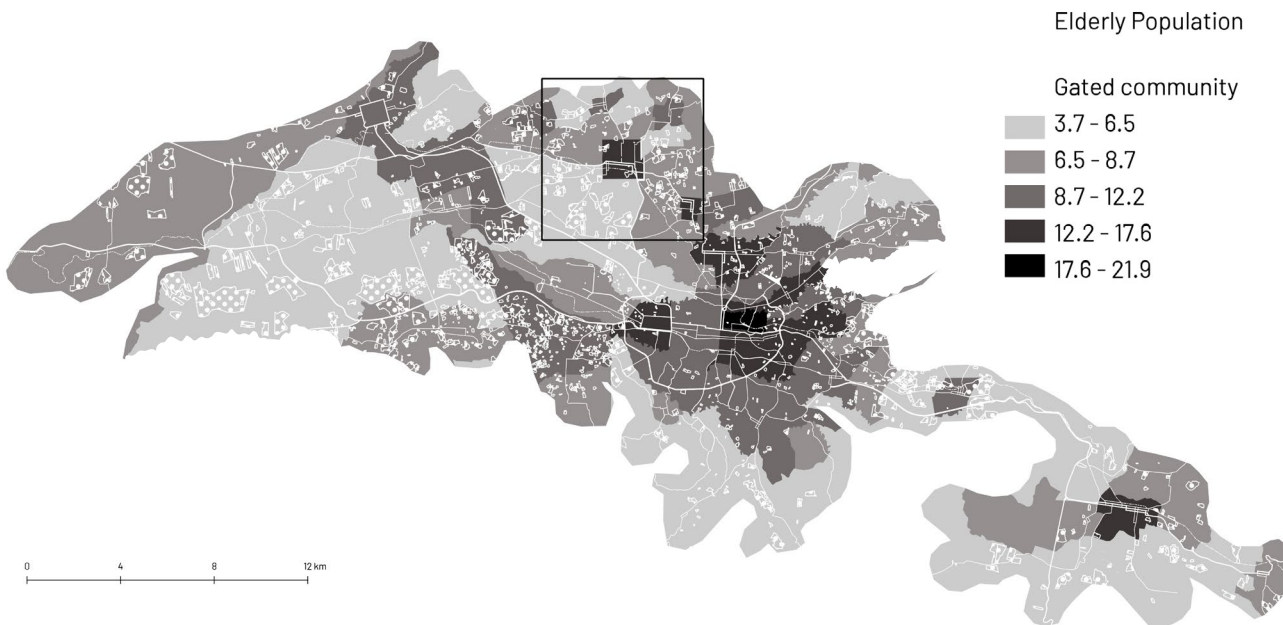 Elderly Population
Gated community
3.7 - 6.5
6.5 - 8.7
8.7 - 12.2
12.2 - 17.6
17.6 - 21.9
0 4 8 12 km